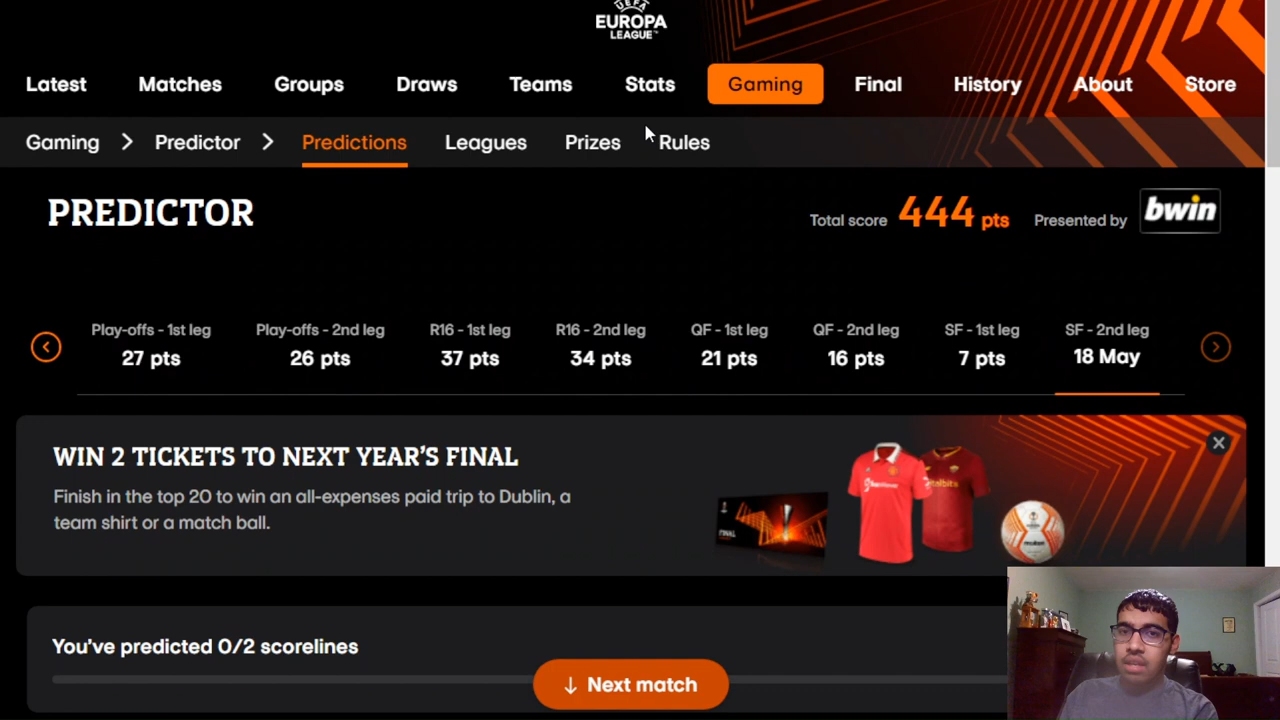 UEFA
EUROPA
LEAGUE
Latest Matches Groups Draws Teams Stats Gaming Final History About Store
Gaming Predictor Predictions Leagues Prizes Rules
PREDICTOR
Total score 444 pts Presented by bwin
Play-offs - 1st leg Play-offs - 2nd leg R16 - 1st leg R16 - 2nd leg QF - 1st leg QF - 2nd leg SF - 1st leg SF - 2nd leg
27 pts 26 pts 37 pts 34 pts 21 pts 16 pts 7 pts 18 May
WIN 2 TICKETS TO NEXT YEAR'S FINAL
Finish in the top 20 to win an all-expenses paid trip to Dublin, a
team shirt or a match ball.
FINAL
You've predicted 0/2 scorelines
↓ Next match